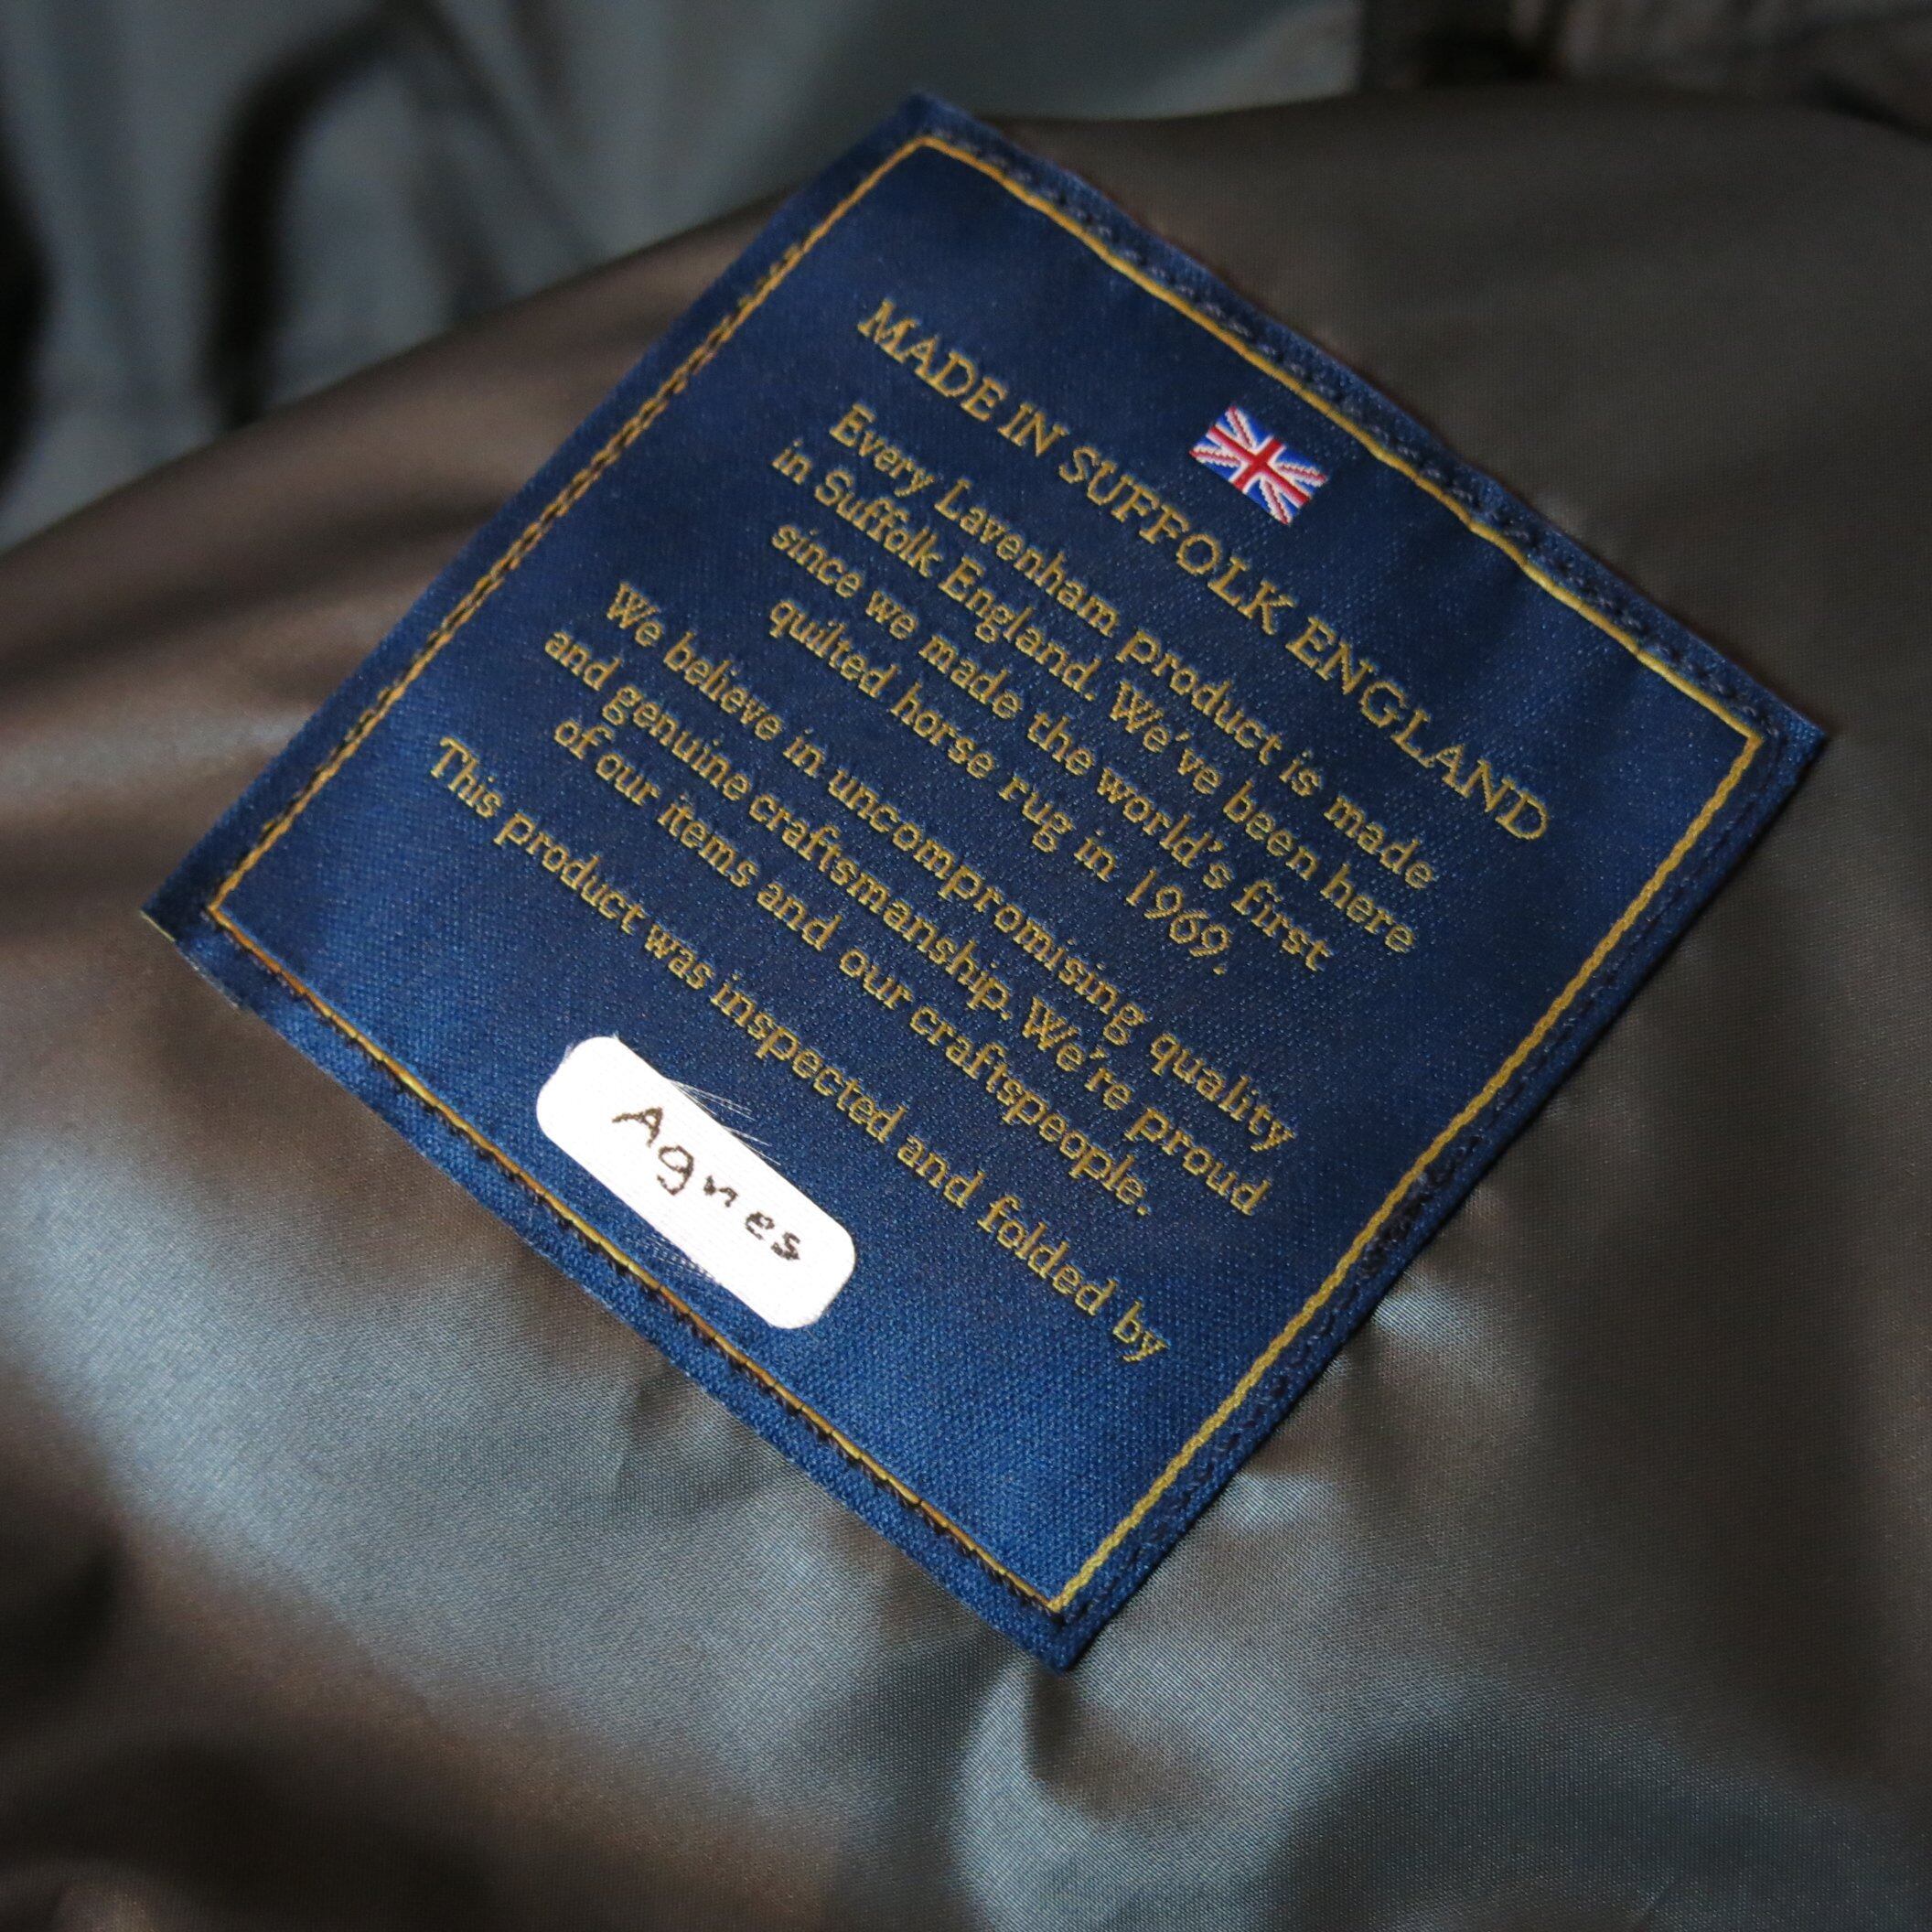 MADE IN SUFFOLK ENGLAND
Every Lavenham product is made
in Suffolk England. We've been here
since we made the world's first
quilted horse rug in 1969.
We believe in uncompromising quality
and genuine craftsmanship. We're proud
of our items and our craftspeople.
This product was inspected and folded by
Agnes